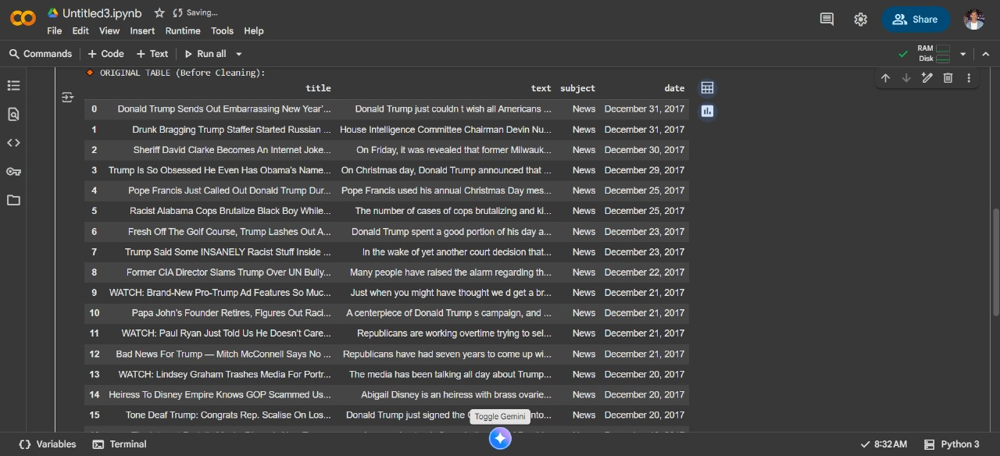 Untitled3.ipynb Saving...
File Edit View Insert Runtime Tools Help
Share
Commands + Code + Text Run all
RAM
Disk
ORIGINAL TABLE (Before Cleaning):
title text subject date
0 Donald Trump Sends Out Embarrassing New Year'... Donald Trump just couldn t wish all Americans ... News December 31, 2017
1 Drunk Bragging Trump Staffer Started Russian ... House Intelligence Committee Chairman Devin Nu... News December 31, 2017
2 Sheriff David Clarke Becomes An Internet Joke... On Friday, it was revealed that former Milwauk... News December 30, 2017
3 Trump Is So Obsessed He Even Has Obama's Name... On Christmas day, Donald Trump announced that ... News December 29, 2017
4 Pope Francis Just Called Out Donald Trump Dur... Pope Francis used his annual Christmas Day mes... News December 25, 2017
5 Racist Alabama Cops Brutalize Black Boy While... The number of cases of cops brutalizing and ki... News December 25, 2017
6 Fresh Off The Golf Course, Trump Lashes Out A... Donald Trump spent a good portion of his day a... News December 23, 2017
7 Trump Said Some INSANELY Racist Stuff Inside ... In the wake of yet another court decision that... News December 23, 2017
8 Former CIA Director Slams Trump Over UN Bully... Many people have raised the alarm regarding th... News December 22, 2017
9 WATCH: Brand-New Pro-Trump Ad Features So Muc... Just when you might have thought we d get a br... News December 21, 2017
10 Papa John's Founder Retires, Figures Out Raci... A centerpiece of Donald Trump s campaign, and ... News December 21, 2017
11 WATCH: Paul Ryan Just Told Us He Doesn't Care... Republicans are working overtime trying to sel... News December 21, 2017
12 Bad News For Trump — Mitch McConnell Says No ... Republicans have had seven years to come up wi... News December 21, 2017
13 WATCH: Lindsey Graham Trashes Media For Portr... The media has been talking all day about Trump... News December 20, 2017
14 Heiress To Disney Empire Knows GOP Scammed Us... Abigail Disney is an heiress with brass ovarie... News December 20, 2017
15 Tone Deaf Trump: Congrats Rep. Scalise On Los... Donald Trump just signed the nto... News December 20, 2017
Toggle Gemini
Variables Terminal 8:32 AM Python 3